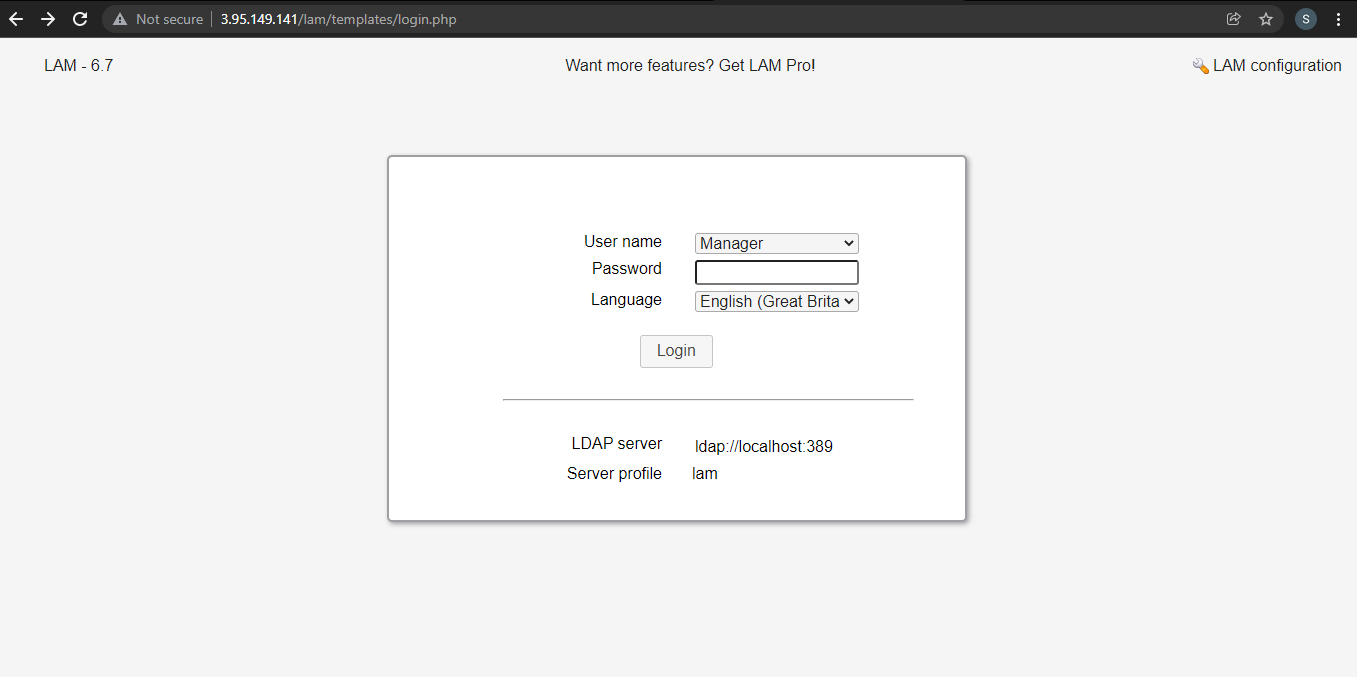 Not secure 3.95.149.141/lam/templates/login.php S
LAM - 6.7 Want more features? Get LAM Pro! LAM configuration
User name Manager
Password
Language English (Great Brita
Login
LDAP server ldap://localhost:389
Server profile lam